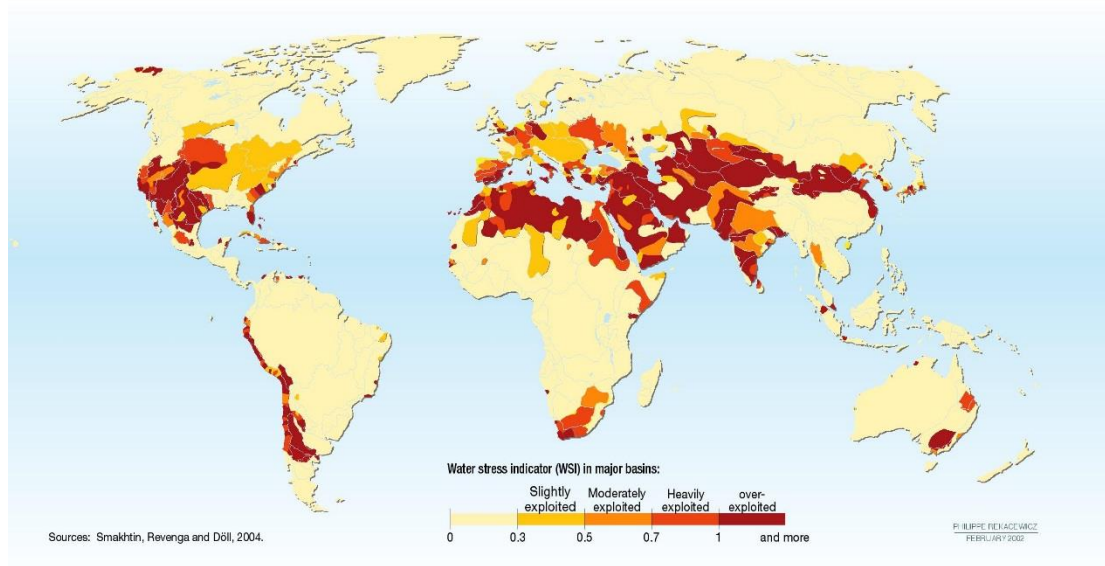 Water stress indicator (WSI) in major basins:
Slightly exploited
Moderately exploited
Heavily exploited
over-exploited
0 0.3 0.5 0.7 1 and more
Sources: Smakhtin, Revenga and Döll, 2004.
PHILIPPE REKACEWICZ
FEBRUARY 2002